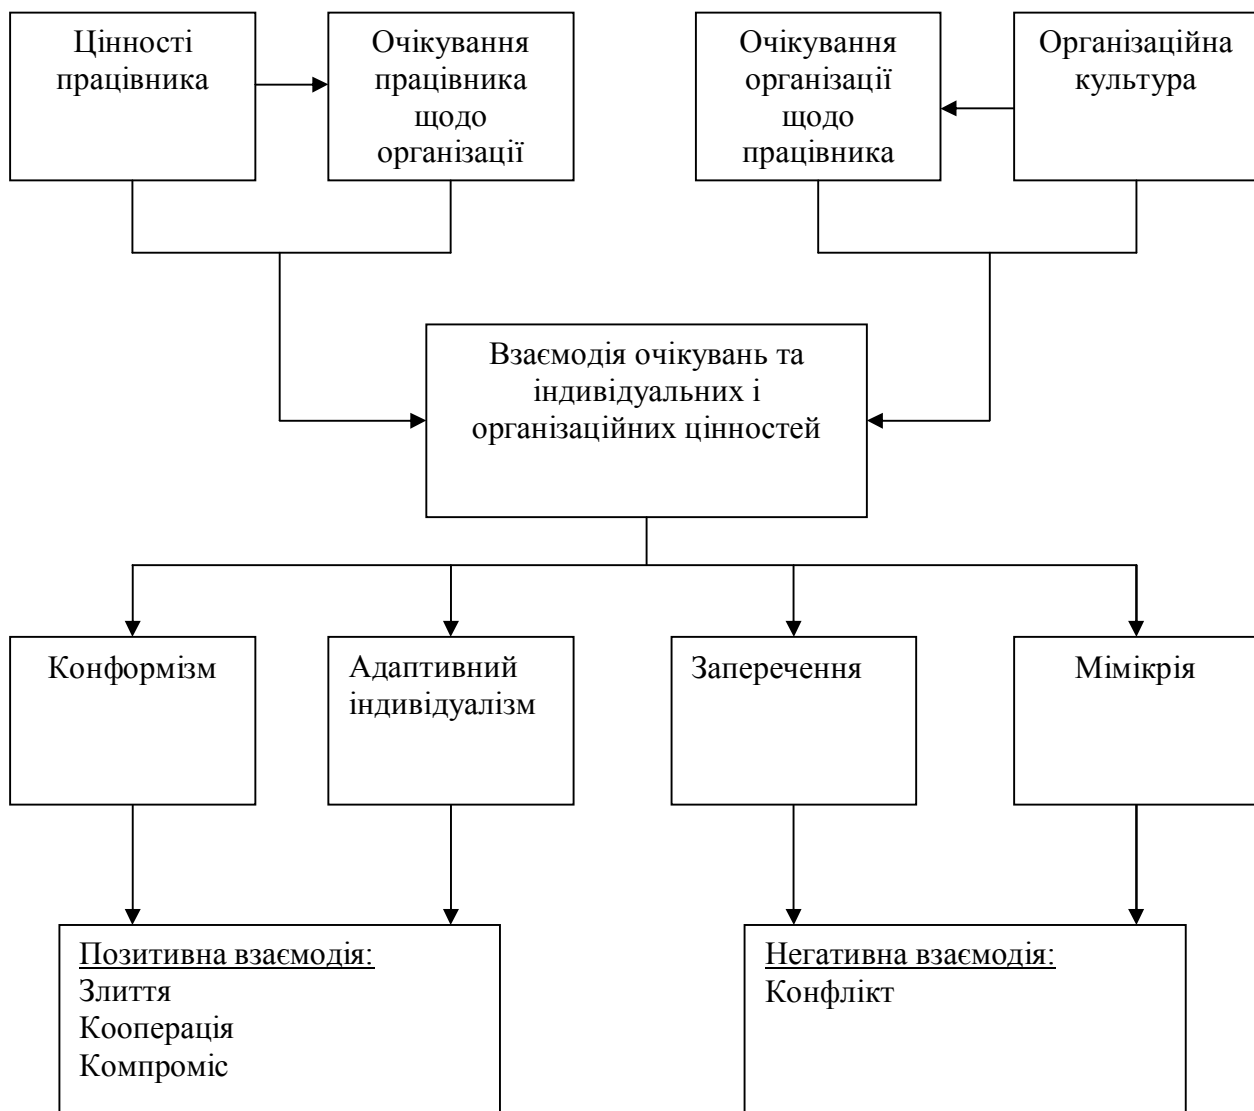 Цінності
працівника
Очікування
працівника
щодо
організації
Очікування
організації
щодо
працівника
Організаційна
культура
Взаємодія очікувань та
індивідуальних і
організаційних цінностей
Конформізм
Адаптивний
індивідуалізм
Заперечення
Мімікрія
Позитивна взаємодія:
Злиття
Кооперація
Компроміс
Негативна взаємодія:
Конфлікт